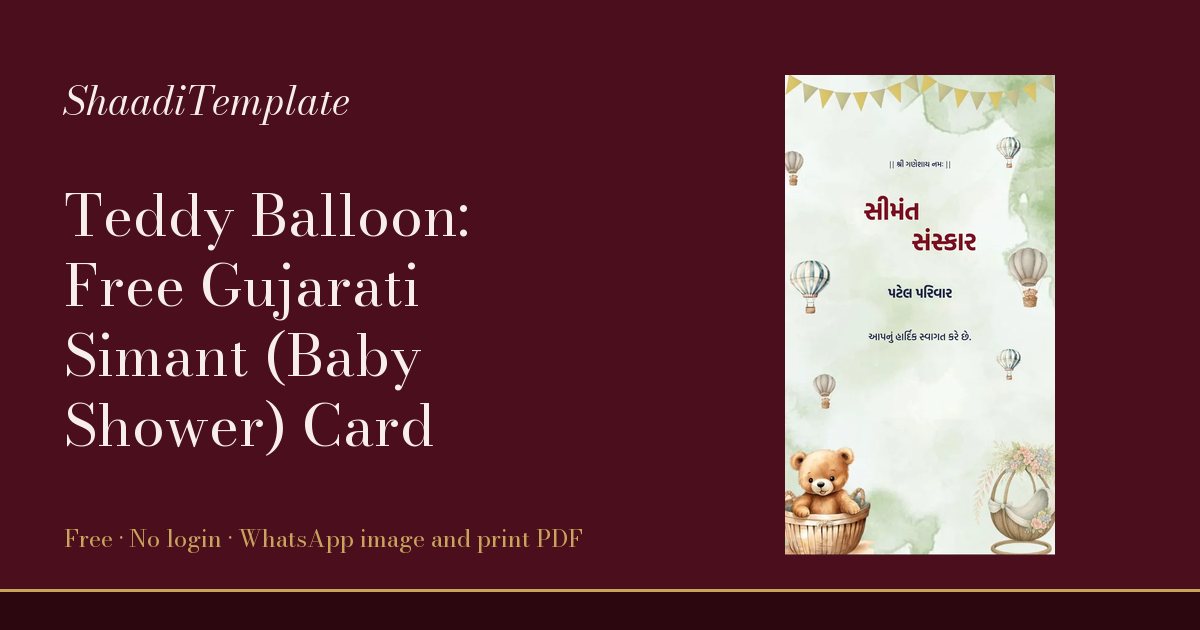 ShaadiTemplate
Teddy Balloon:
Free Gujarati
Simant (Baby
Shower) Card
Free · No login · WhatsApp image and print PDF
|| શ્રી ગણેશાય નમઃ ||
સીમંત
સંસ્કાર
પટેલ પરિવાર
આપનું હાર્દિક સ્વાગત કરે છે.